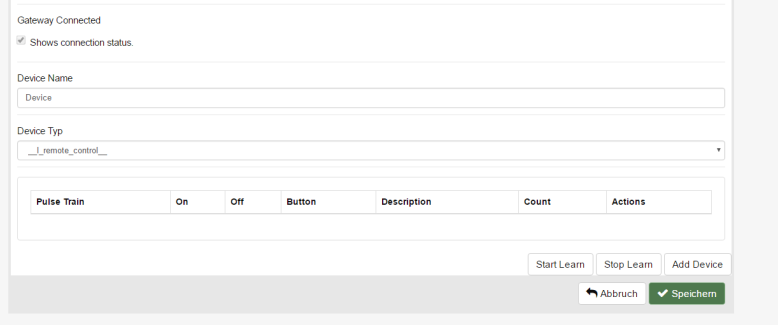 Gateway Connected
Shows connection status.
Device Name
Device
Device Typ
__l_remote_control__
Pulse Train On Off Button Description Count Actions
Start Learn Stop Learn Add Device
Abbruch Speichern